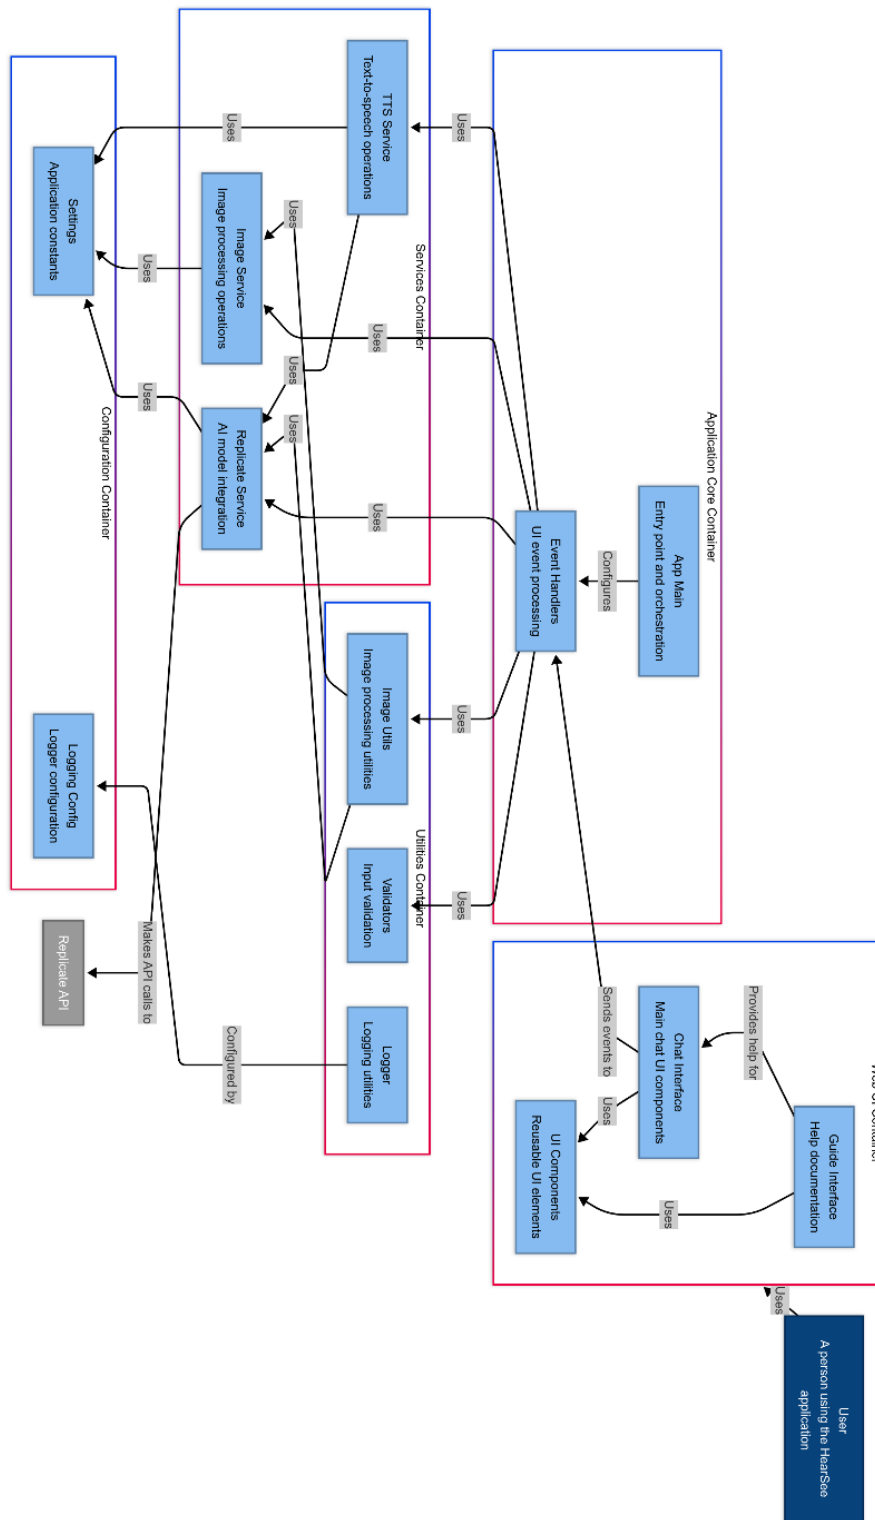 User
A person using the HearSee
application
Uses
Web UI Container
Guide Interface
Help documentation
Provides help for
Uses
Chat Interface
Main chat UI components
Sends events to
Uses
UI Components
Reusable UI elements
Application Core Container
App Main
Entry point and orchestration
Configures
Event Handlers
UI event processing
Uses
Uses
Uses
Uses
Uses
Services Container
TTS Service
Text-to-speech operations
Uses
Uses
Uses
Image Service
Image processing operations
Replicate Service
AI model integration
Utilities Container
Image Utils
Image processing utilities
Validators
Input validation
Logger
Logging utilities
Uses
Uses
Uses
Makes API calls to
Configured by
Configuration Container
Settings
Application constants
Logging Config
Logger configuration
Replicate API